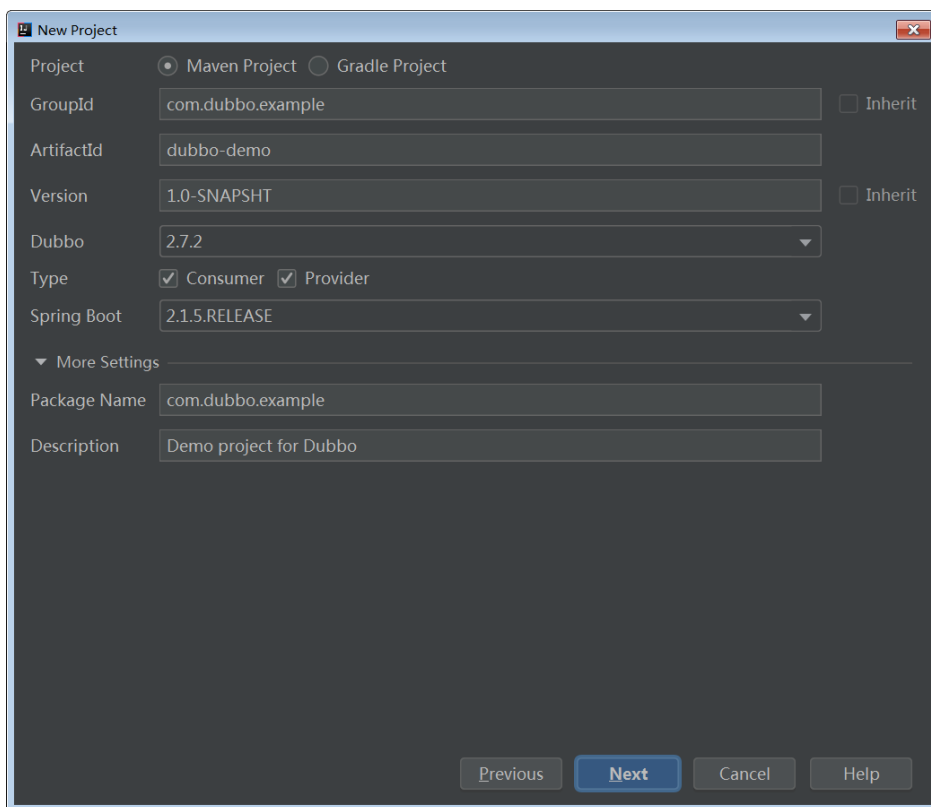 New Project
Project Maven Project Gradle Project
GroupId com.dubbo.example Inherit
ArtifactId dubbo-demo
Version 1.0-SNAPSHT Inherit
Dubbo 2.7.2
Type Consumer Provider
Spring Boot 2.1.5.RELEASE
More Settings
Package Name com.dubbo.example
Description Demo project for Dubbo
Previous Next Cancel Help